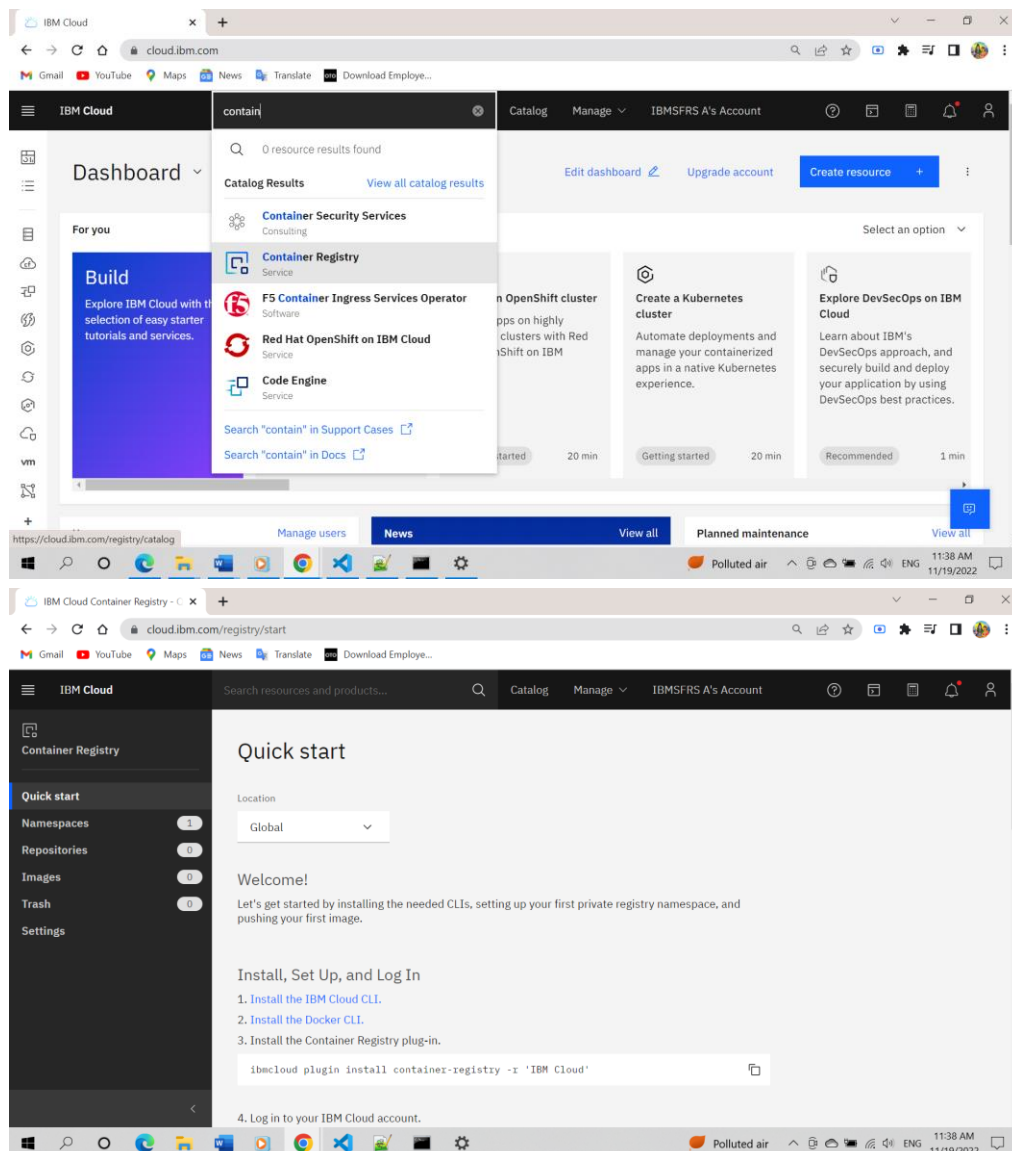 IBM Cloud
cloud.ibm.com
Gmail YouTube Maps News Translate Download Employe...
IBM Cloud contain Catalog Manage IBMSFRS A's Account
0 resource results found
Catalog Results View all catalog results
Container Security Services
Consulting
Container Registry
Service
F5 Container Ingress Services Operator
Software
Red Hat OpenShift on IBM Cloud
Service
Code Engine
Service
Search "contain" in Support Cases
Search "contain" in Docs
Dashboard Edit dashboard Upgrade account Create resource +
For you Select an option
Build
Explore IBM Cloud with th
selection of easy starter
tutorials and services.
n OpenShift cluster
pps on highly
clusters with Red
Shift on IBM
started 20 min
Create a Kubernetes
cluster
Automate deployments and
manage your containerized
apps in a native Kubernetes
experience.
Getting started 20 min
Explore DevSecOps on IBM
Cloud
Learn about IBM's
DevSecOps approach, and
securely build and deploy
your application by using
DevSecOps best practices.
Recommended 1 min
vm
https://cloud.ibm.com/registry/catalog
Manage users News View all Planned maintenance View all
Polluted air ENG 11:38 AM
11/19/2022
IBM Cloud Container Registry - C
cloud.ibm.com/registry/start
Gmail YouTube Maps News Translate Download Employe...
IBM Cloud Search resources and products... Catalog Manage IBMSFRS A's Account
Container Registry
Quick start
Namespaces 1
Repositories 0
Images 0
Trash 0
Settings
Quick start
Location
Global
Welcome!
Let's get started by installing the needed CLIs, setting up your first private registry namespace, and
pushing your first image.
Install, Set Up, and Log In
1. Install the IBM Cloud CLI.
2. Install the Docker CLI.
3. Install the Container Registry plug-in.
ibmcloud plugin install container-registry -r 'IBM Cloud'
4. Log in to your IBM Cloud account.
Polluted air ENG 11:38 AM
11/19/2022